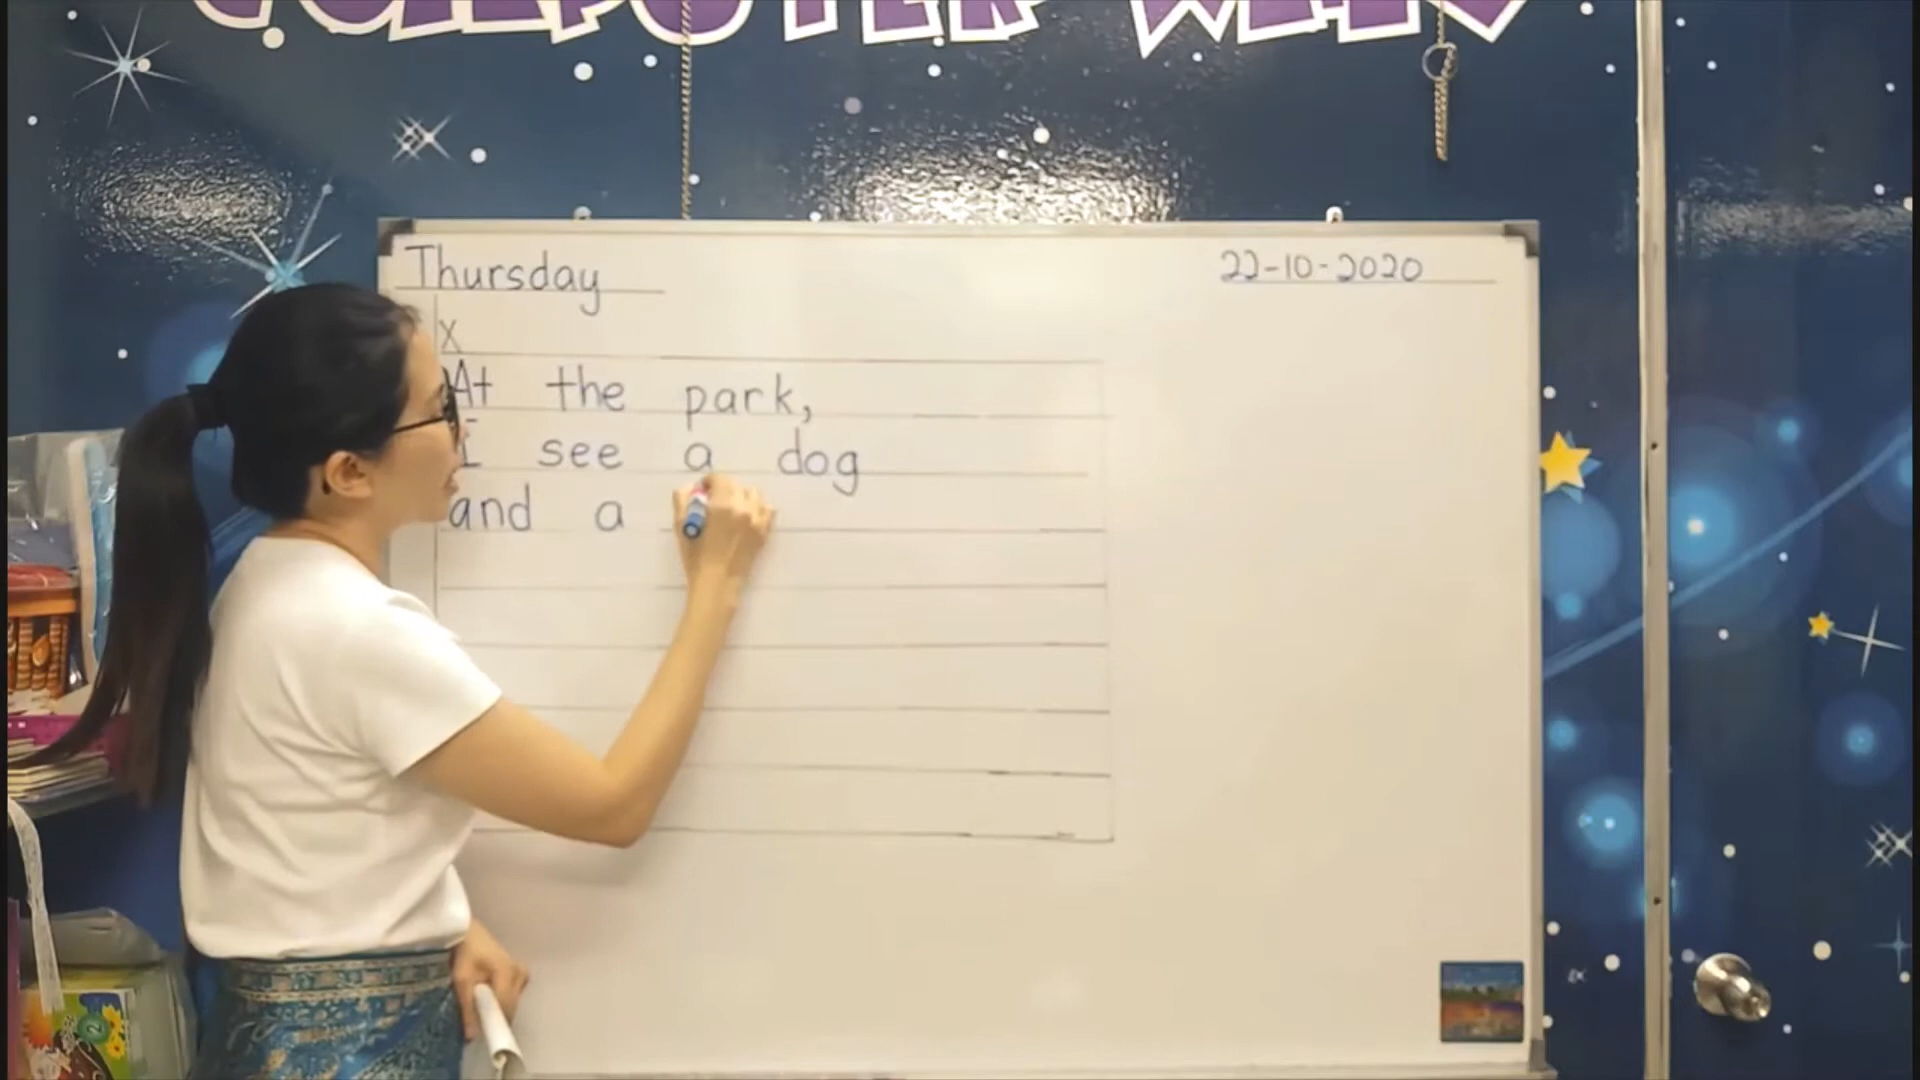 Thursday 22-10-2020
X
At the park,
I see a dog
and a